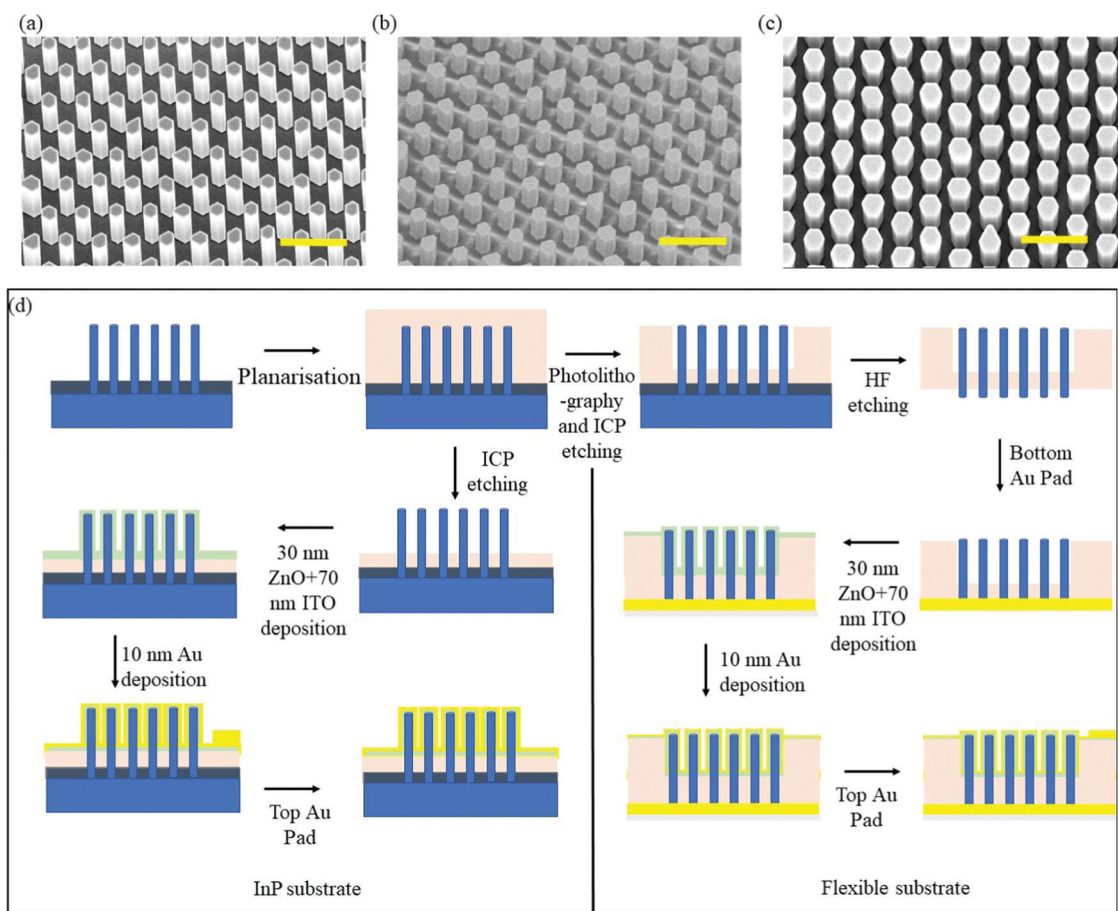 (a)
(b)
(c)
(d)
Planarisation
Photolitho
-graphy
and ICP
etching
HF
etching
ICP
etching
Bottom
Au Pad
30 nm
ZnO+70
nm ITO
deposition
30 nm
ZnO+70
nm ITO
deposition
10 nm Au
deposition
10 nm Au
deposition
Top Au
Pad
Top Au
Pad
InP substrate
Flexible substrate